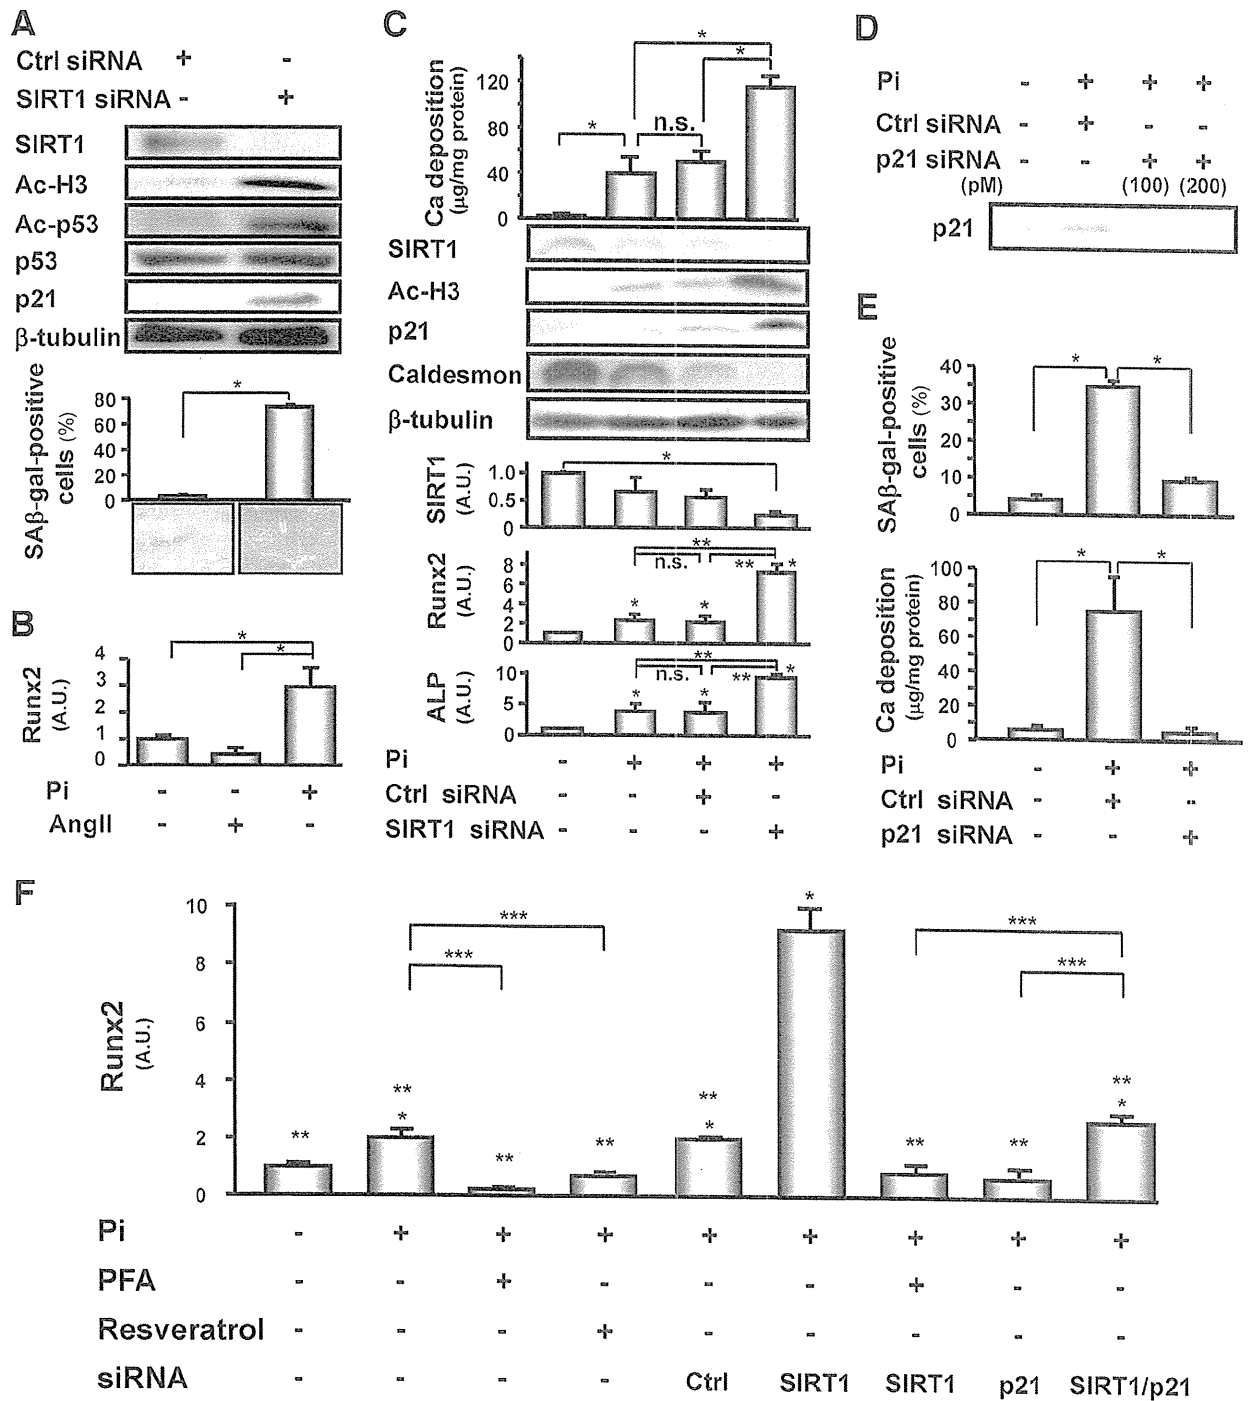 A
Ctrl siRNA + -
SIRT1 siRNA - +
SIRT1
Ac-H3
Ac-p53
p53
p21
β-tubulin
SAβ-gal-positive
cells (%)
80
60
40
20
0
*
B
Runx2
(A.U.)
4
3
2
1
0
*
*
Pi - - +
AngII - + -
C
Ca deposition
(µg/mg protein)
120
80
40
0
*
*
*
n.s.
SIRT1
Ac-H3
p21
Caldesmon
β-tubulin
SIRT1
(A.U.)
1.0
0.5
0
*
Runx2
(A.U.)
8
6
4
2
0
**
n.s.
** *
* *
ALP
(A.U.)
10
5
0
**
n.s.
** *
* *
Pi - + + +
Ctrl siRNA - - + -
SIRT1 siRNA - - - +
D
Pi - + + +
Ctrl siRNA - + - -
p21 siRNA - - + +
(pM) (100) (200)
p21
E
SAβ-gal-positive
cells (%)
40
30
20
10
0
* *
Ca deposition
(µg/mg protein)
100
80
60
40
20
0
* *
Pi - + +
Ctrl siRNA - + -
p21 siRNA - - +
F
Runx2
(A.U.)
10
8
6
4
2
0
*
*** ***
*** ***
** ** ** ** ** ** ** **
* * *
Pi - + + + + + + + +
PFA - - + - - - + - -
Resveratrol - - - + - - - - -
siRNA - - - - Ctrl SIRT1 SIRT1 p21 SIRT1/p21